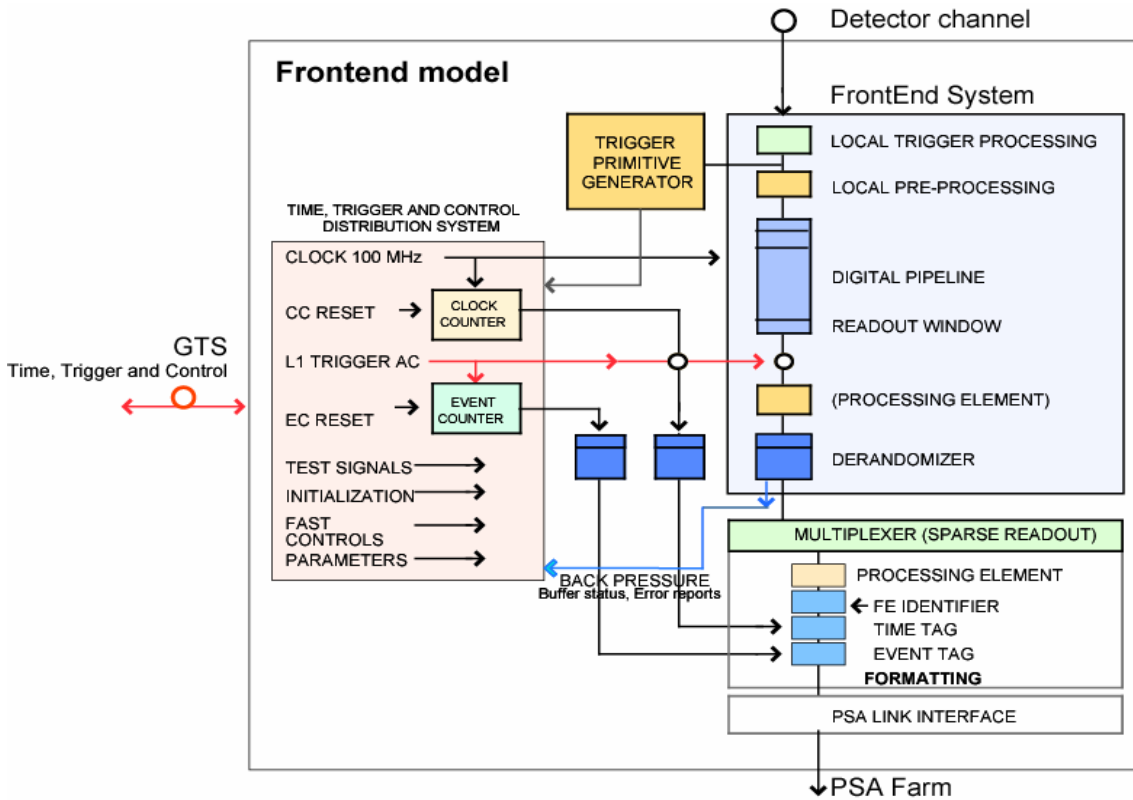 Detector channel
Frontend model
FrontEnd System
TRIGGER
PRIMITIVE
GENERATOR
LOCAL TRIGGER PROCESSING
LOCAL PRE-PROCESSING
TIME, TRIGGER AND CONTROL
DISTRIBUTION SYSTEM
CLOCK 100 MHz
DIGITAL PIPELINE
CC RESET
CLOCK
COUNTER
READOUT WINDOW
GTS
Time, Trigger and Control
L1 TRIGGER AC
EC RESET
EVENT
COUNTER
(PROCESSING ELEMENT)
TEST SIGNALS
DERANDOMIZER
INITIALIZATION
FAST
CONTROLS
PARAMETERS
MULTIPLEXER (SPARSE READOUT)
BACK PRESSURE
Buffer status, Error reports
PROCESSING ELEMENT
FE IDENTIFIER
TIME TAG
EVENT TAG
FORMATTING
PSA LINK INTERFACE
PSA Farm